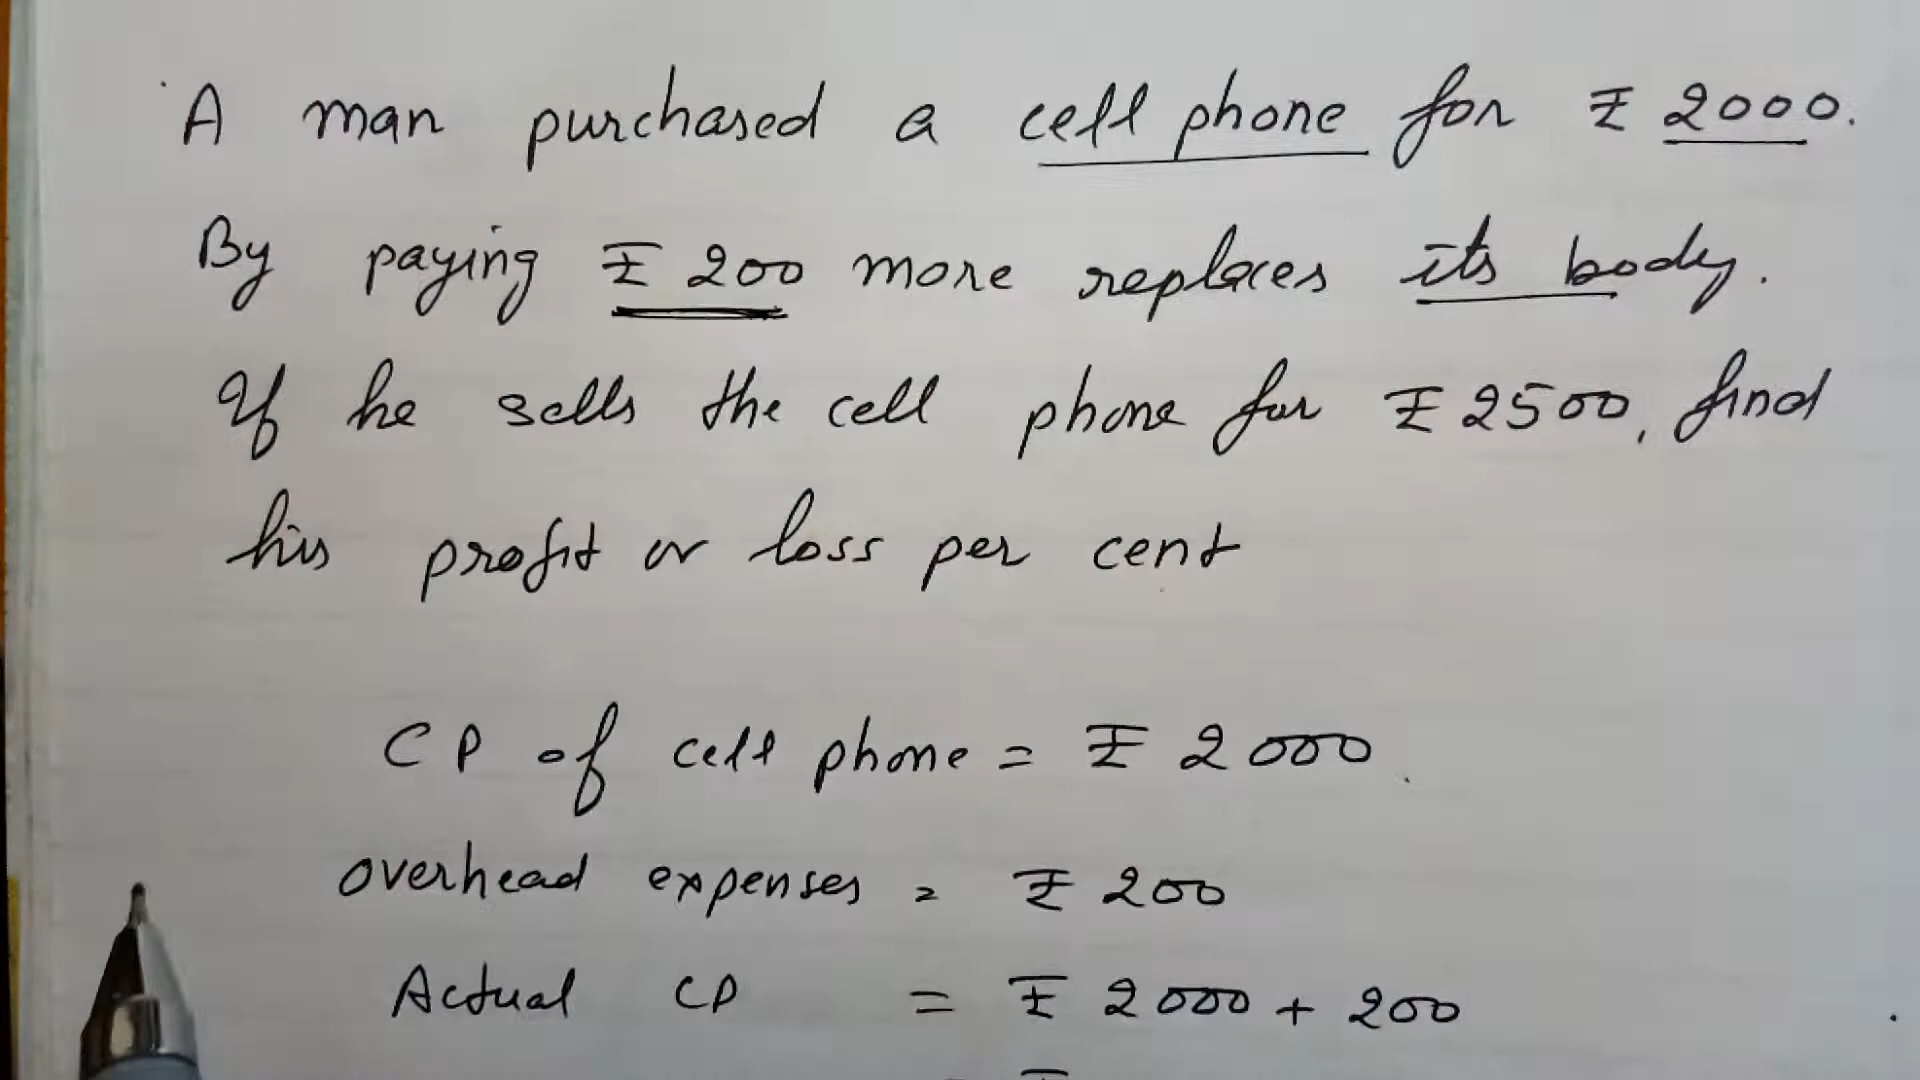 A man purchased a cell phone for ₹ 2000.
By paying ₹ 200 more replaces its body.
If he sells the cell phone for ₹ 2500, find
his profit or loss per cent
CP of cell phone = ₹ 2000
overhead expenses = ₹ 200
Actual CP = ₹ 2000 + 200